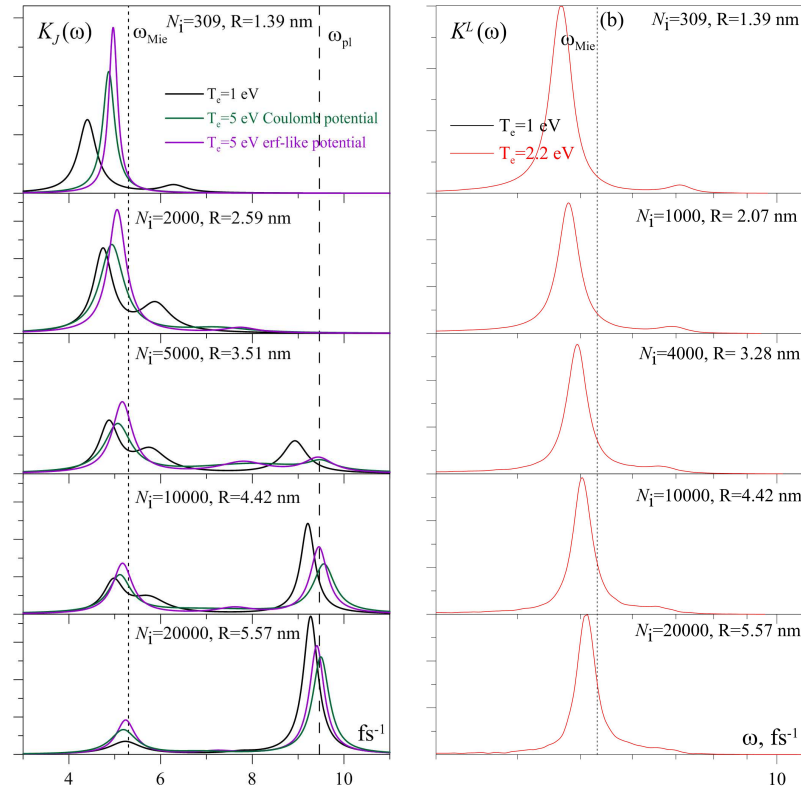 K_J(ω)
ω_Mie
N_i=309, R=1.39 nm
ω_pl
T_e=1 eV
T_e=5 eV Coulomb potential
T_e=5 eV erf-like potential
N_i=2000, R=2.59 nm
N_i=5000, R=3.51 nm
N_i=10000, R=4.42 nm
N_i=20000, R=5.57 nm
fs⁻¹
4 6 8 10
K^L(ω)
ω_Mie
(b)
N_i=309, R=1.39 nm
T_e=1 eV
T_e=2.2 eV
N_i=1000, R= 2.07 nm
N_i=4000, R= 3.28 nm
N_i=10000, R=4.42 nm
N_i=20000, R=5.57 nm
ω, fs⁻¹
10 10